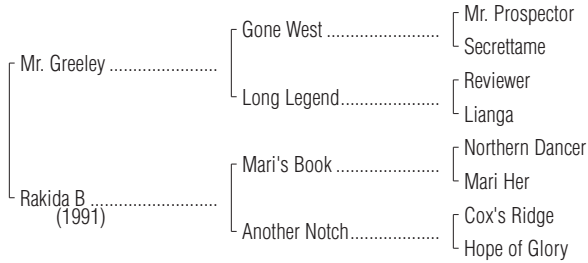 Mr. Prospector
Gone West ........................
Secrettame
Mr. Greeley .......................
Reviewer
Long Legend.....................
Lianga
Northern Dancer
Mari's Book ......................
Mari Her
Rakida B ...........................
(1991)
Cox's Ridge
Another Notch...................
Hope of Glory